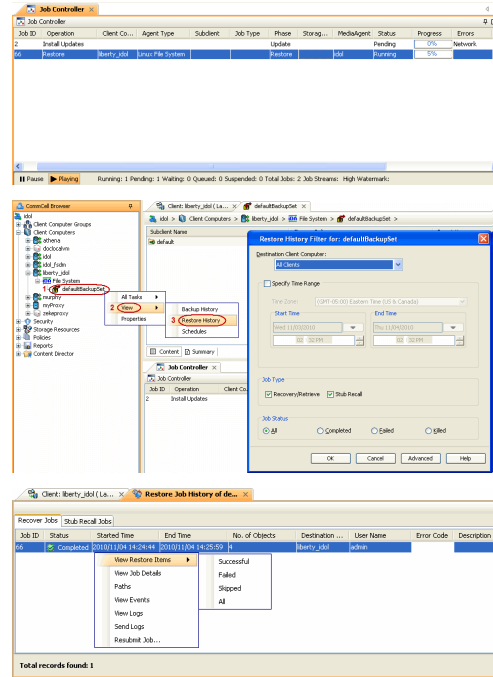 Job Controller ×
Job Controller
Job ID Operation Client Co... Agent Type Subclient Job Type Phase Storag... MediaAgent Status Progress Errors
2 Install Updates Update Pending 0% Network
66 Restore liberty_idol Linux File System Restore idol Running 5%
Pause Playing Running: 1 Pending: 1 Waiting: 0 Queued: 0 Suspended: 0 Total Jobs: 2 Job Streams: High Watermark:
CommCell Browser
idol
Client Computer Groups
Client Computers
athena
doclocalvm
idol
idol_fsdm
liberty_idol
File System
1 defaultBackupSet
murphy
myProxy
zekeproxy
Security
Storage Resources
Policies
Reports
Content Director
All Tasks
2 View
Properties
Backup History
3 Restore History
Schedules
Client: liberty_idol ( La... × defaultBackupSet ×
idol > Client Computers > liberty_idol > File System > defaultBackupSet >
Subclient Name
default
Content Summary
Job Controller ×
Job Controller
Job ID Operation Client Co.
2 Install Updates
Restore History Filter for: defaultBackupSet
Destination Client Computer:
All Clients
Specify Time Range
Time Zone: (GMT-05:00) Eastern Time (US & Canada)
Start Time End Time
Wed 11/03/2010 Thu 11/04/2010
02 : 32 PM 02 : 32 PM
Job Type
Recovery/Retrieve Stub Recall
Job Status
All Completed Failed Killed
OK Cancel Advanced Help
Client: liberty_idol ( La... × Restore Job History of de... ×
Recover Jobs Stub Recall Jobs
Job ID Status Started Time End Time No. of Objects Destination ... User Name Error Code Description
66 Completed 2010/11/04 14:24:44 2010/11/04 14:25:59 4 liberty_idol admin
View Restore Items
View Job Details
Paths
View Events
View Logs
Send Logs
Resubmit Job...
Successful
Failed
Skipped
All
Total records found: 1